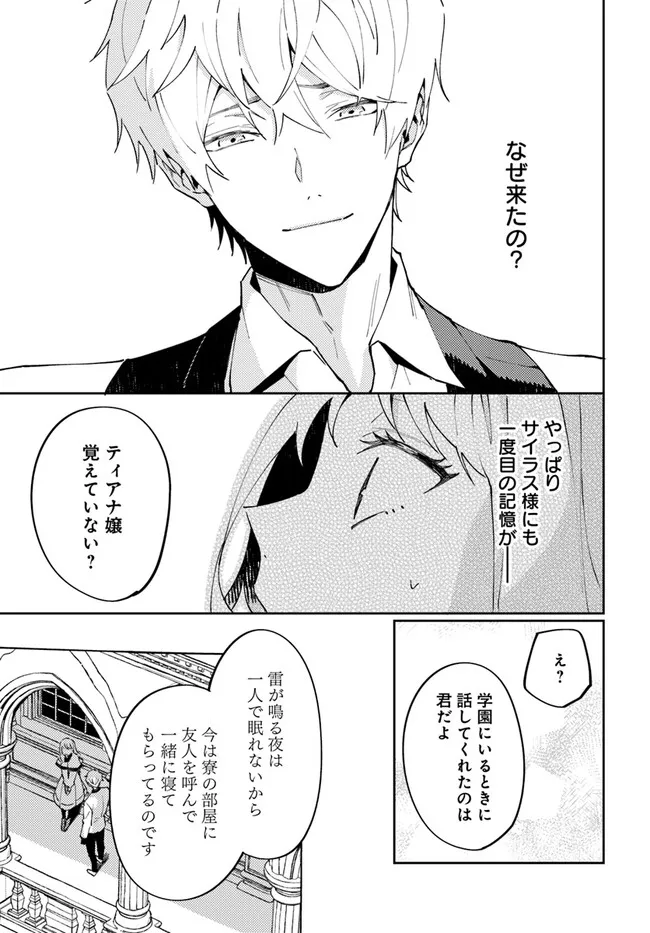 なぜ来たの？
やっぱり
サイラス様にも
一度目の記憶が――
ティアナ嬢
覚えていない？
え？
学園にいるときに
話してくれたのは
君だよ
雷が鳴る夜は
一人で眠れないから
今は寮の部屋に
友人を呼んで
一緒に寝て
もらってるのです